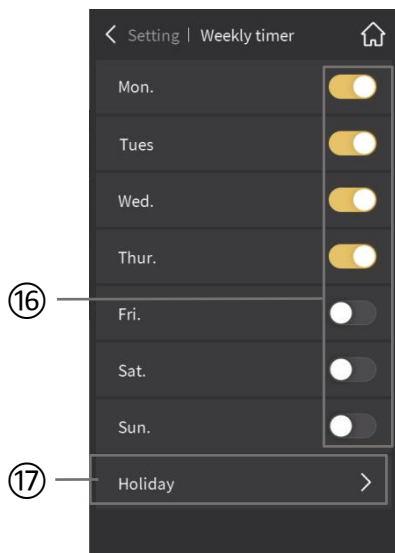 Setting | Weekly timer
Mon.
Tues
Wed.
Thur.
⑯
Fri.
Sat.
Sun.
⑰ Holiday